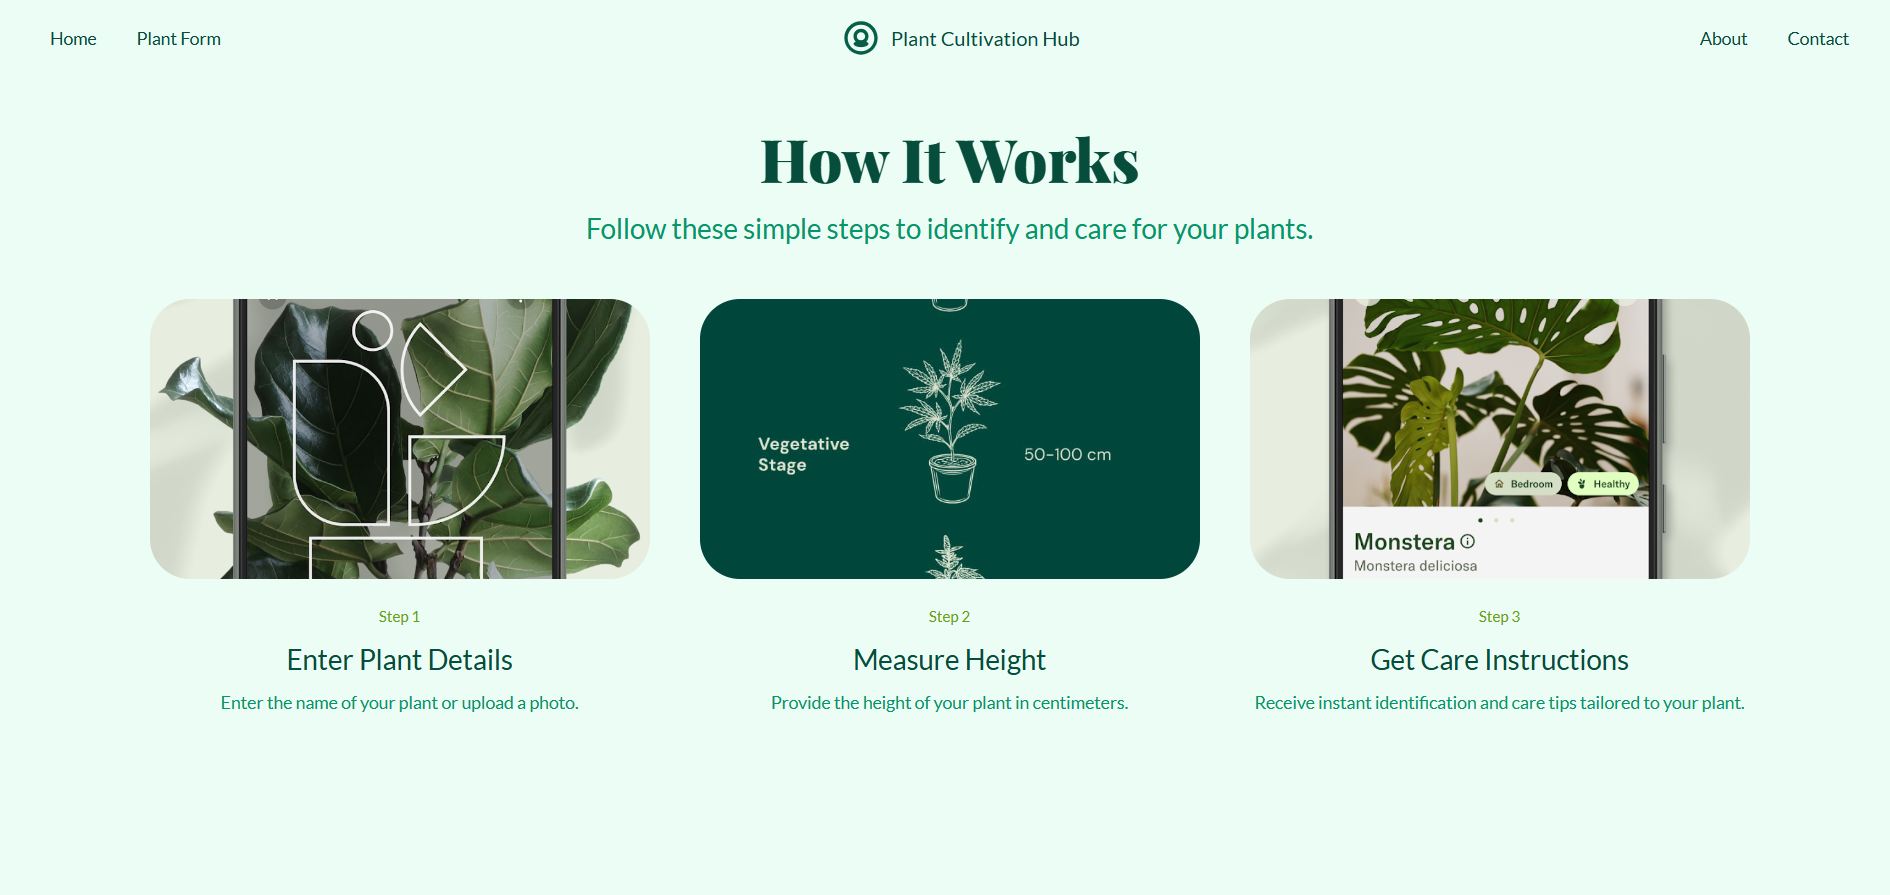 Home
Plant Form
Plant Cultivation Hub
About
Contact
How It Works
Follow these simple steps to identify and care for your plants.
Vegetative
Stage
50-100 cm
Bedroom
Healthy
Monstera
Monstera deliciosa
Step 1
Enter Plant Details
Enter the name of your plant or upload a photo.
Step 2
Measure Height
Provide the height of your plant in centimeters.
Step 3
Get Care Instructions
Receive instant identification and care tips tailored to your plant.